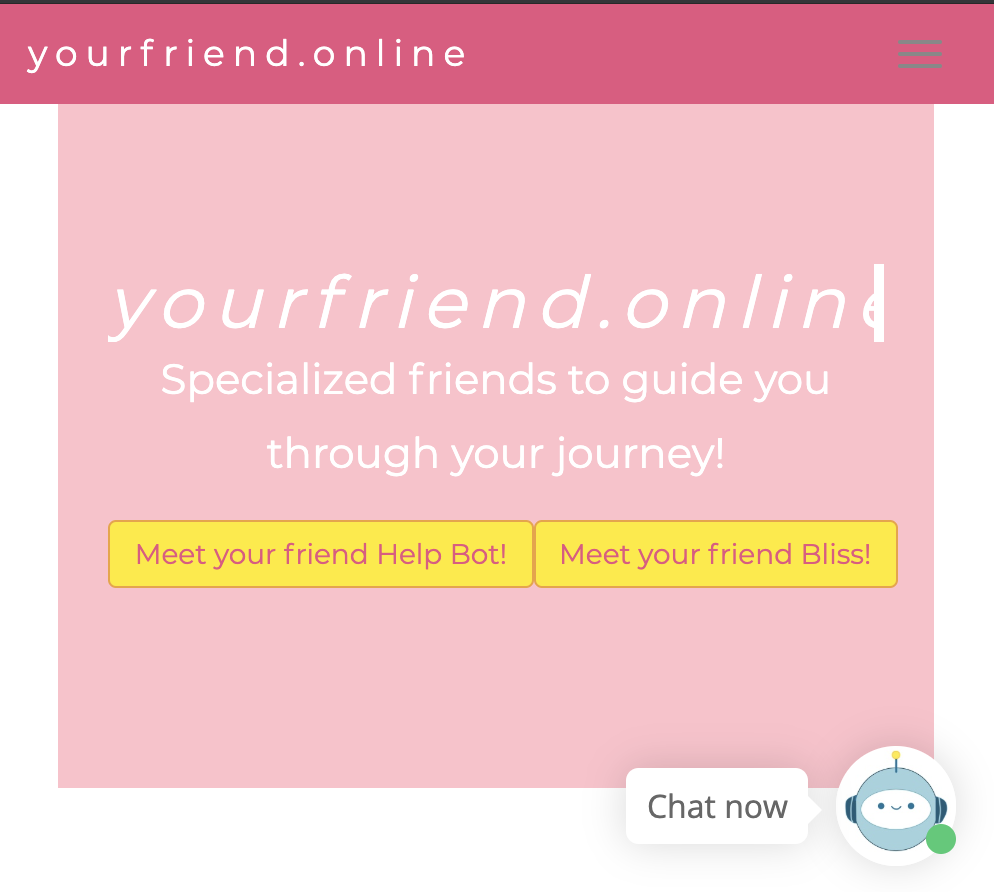 yourfriend.online
yourfriend.online
Specialized friends to guide you
through your journey!
Meet your friend Help Bot!
Meet your friend Bliss!
Chat now